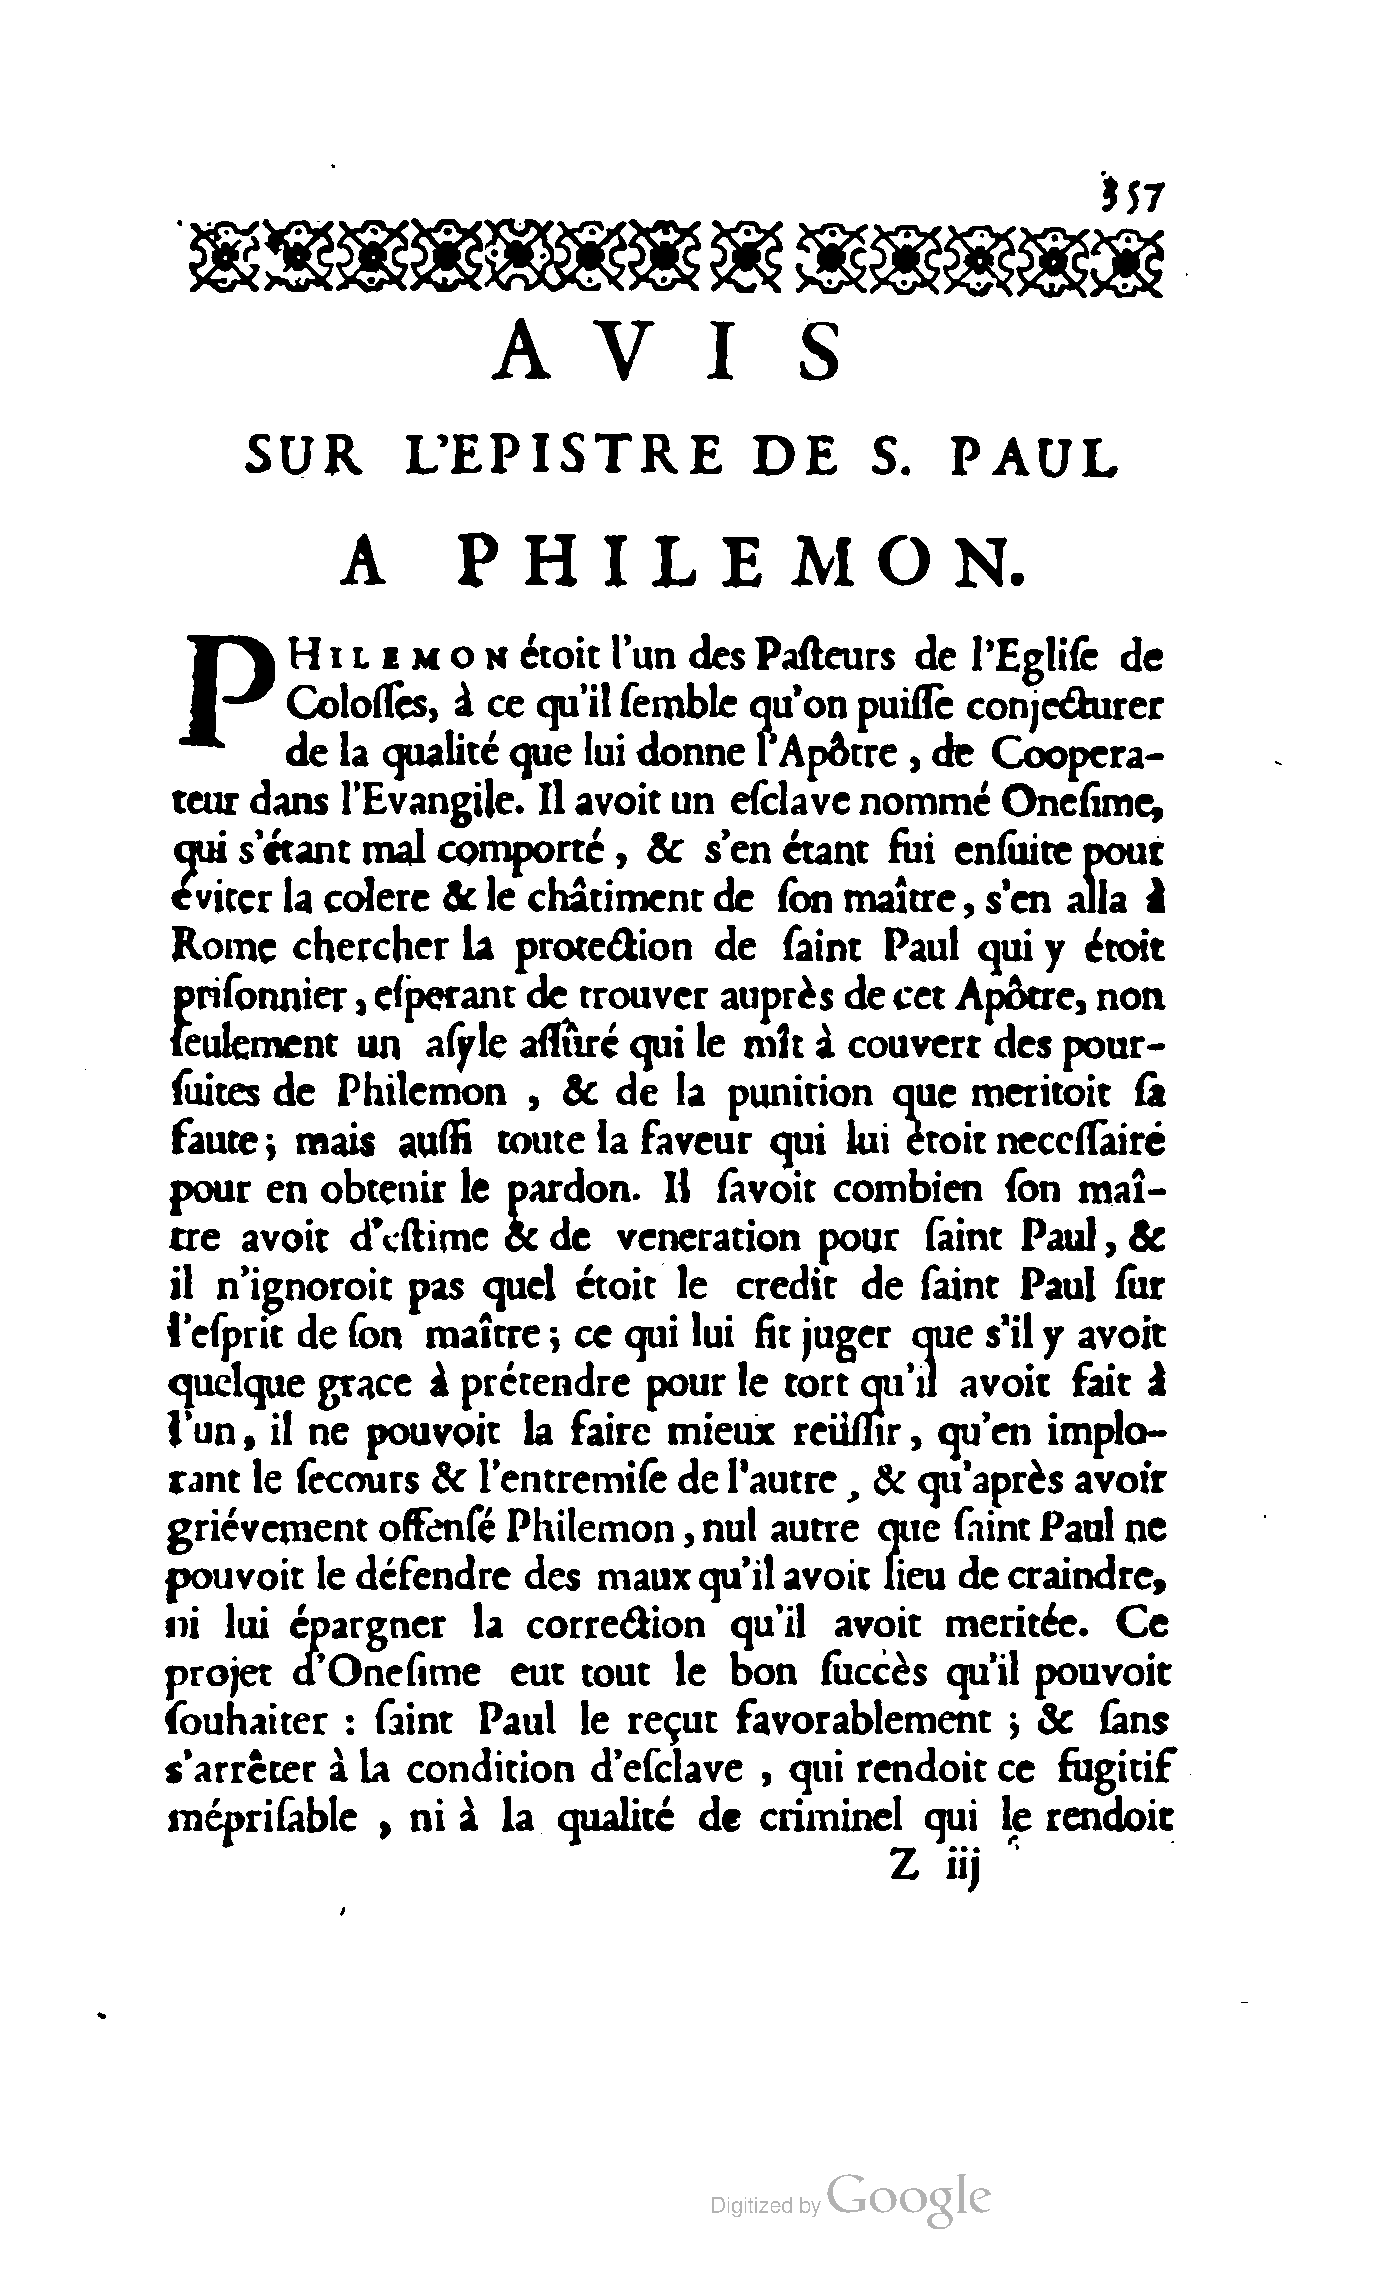 357
AVIS
SUR L'EPISTRE DE S. PAUL
A PHILEMON.
PHILEMON étoit l'un des Paſteurs de l'Egliſe de
Coloſſes, à ce qu'il ſemble qu'on puiſſe conjecturer
de la qualité que lui donne l'Apôtre, de Coopera-
teur dans l'Evangile. Il avoit un eſclave nommé Oneſime,
qui s'étant mal comporté, & s'en étant fui enſuite pour
éviter la colere & le châtiment de ſon maître, s'en alla à
Rome chercher la protection de ſaint Paul qui y étoit
priſonnier, eſperant de trouver auprès de cet Apôtre, non
ſeulement un aſyle aſſûré qui le mît à couvert des pour-
ſuites de Philemon, & de la punition que meritoit ſa
faute; mais auſſi toute la faveur qui lui étoit neceſſairé
pour en obtenir le pardon. Il ſavoit combien ſon maî-
tre avoit d'eſtime & de veneration pour ſaint Paul, &
il n'ignoroit pas quel étoit le credit de ſaint Paul ſur
l'eſprit de ſon maître; ce qui lui fit juger que s'il y avoit
quelque grace à prétendre pour le tort qu'il avoit fait à
l'un, il ne pouvoit la faire mieux reüſſir, qu'en implo-
rant le ſecours & l'entremiſe de l'autre, & qu'après avoir
griévement offenſé Philemon, nul autre que ſaint Paul ne
pouvoit le défendre des maux qu'il avoit lieu de craindre,
ni lui épargner la correction qu'il avoit meritée. Ce
projet d'Oneſime eut tout le bon ſuccès qu'il pouvoit
ſouhaiter : ſaint Paul le reçut favorablement ; & ſans
s'arrêter à la condition d'eſclave, qui rendoit ce fugitif
mépriſable, ni à la qualité de criminel qui le rendoit
Z iij
Digitized by Google